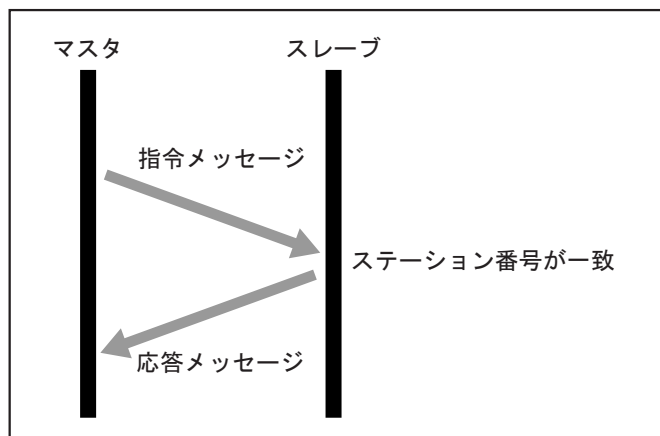 マスタ
スレーブ
指令メッセージ
ステーション番号が一致
応答メッセージ